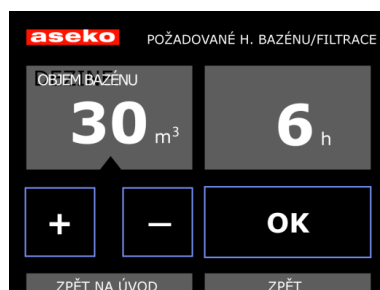 aseko POŽADOVANÉ H. BAZÉNU/FILTRACE
OBJEM BAZÉNU
30 m³ 6 h
+ − OK
ZPĚT NA ÚVOD ZPĚT